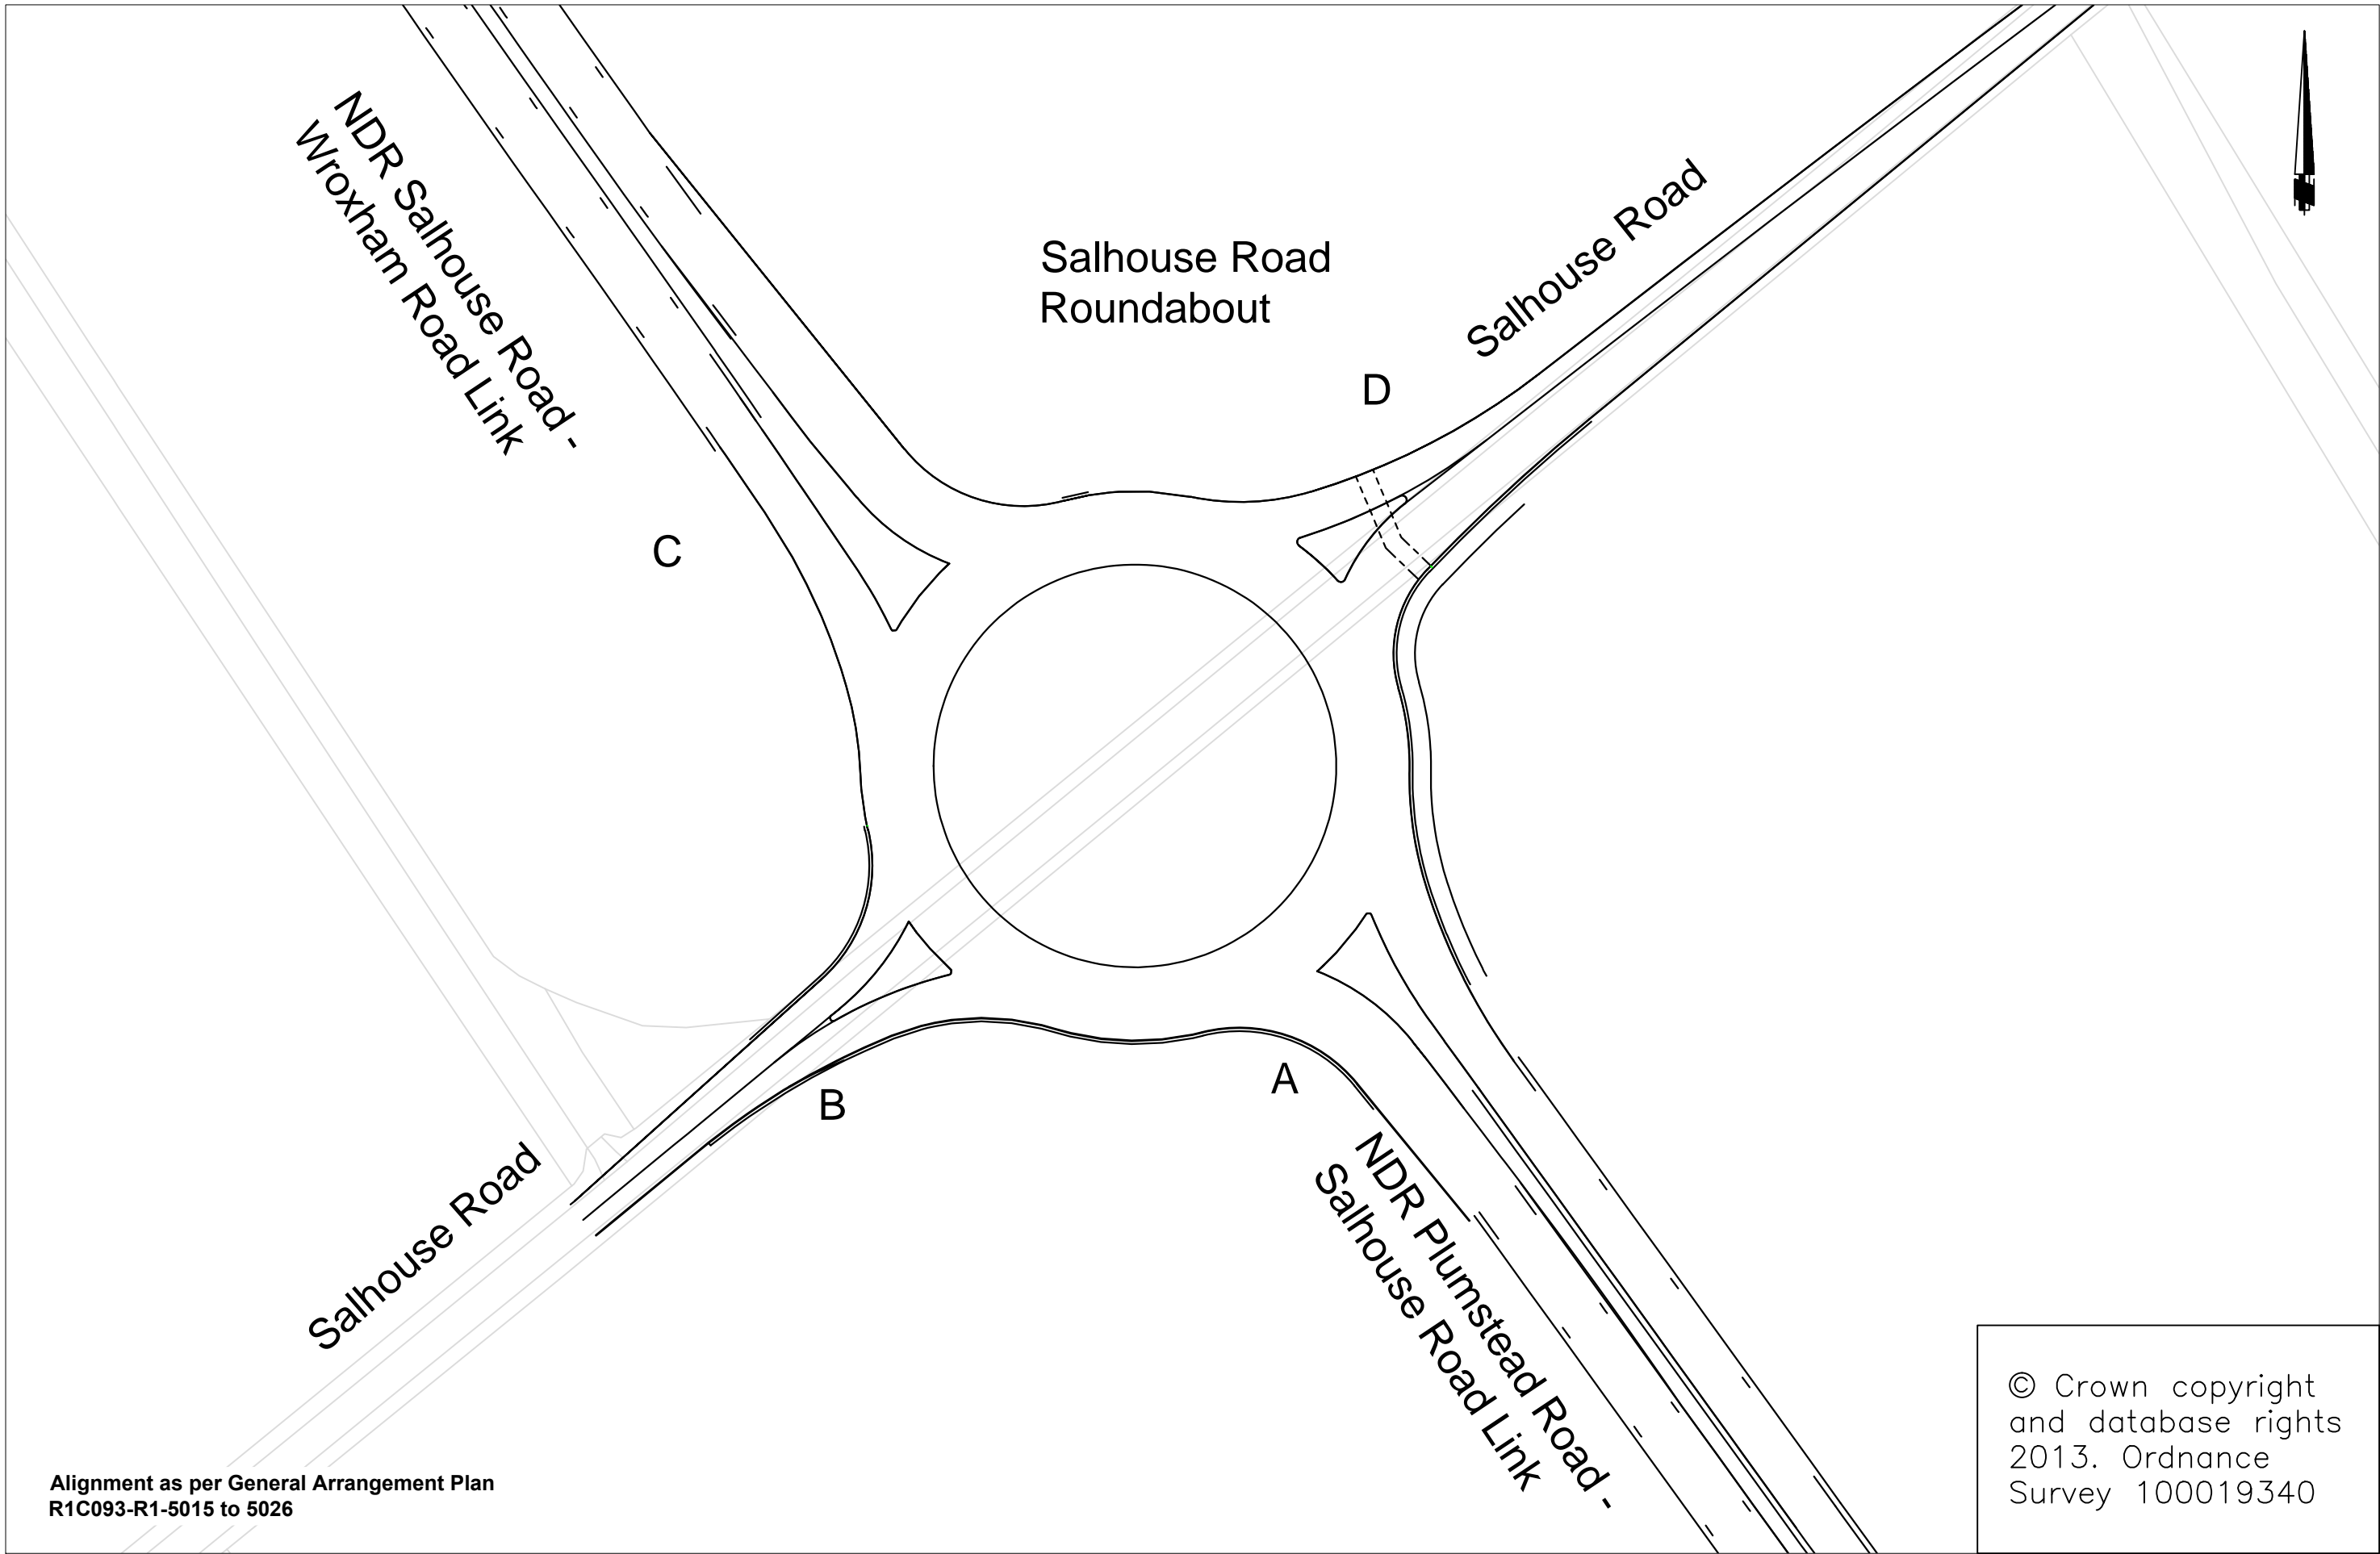 NDR Salhouse Road -
Wroxham Road Link
Salhouse Road
Roundabout
Salhouse Road
D
C
B
A
Salhouse Road
NDR Plumstead Road -
Salhouse Road Link
Alignment as per General Arrangement Plan
R1C093-R1-5015 to 5026
© Crown copyright
and database rights
2013. Ordnance
Survey 100019340